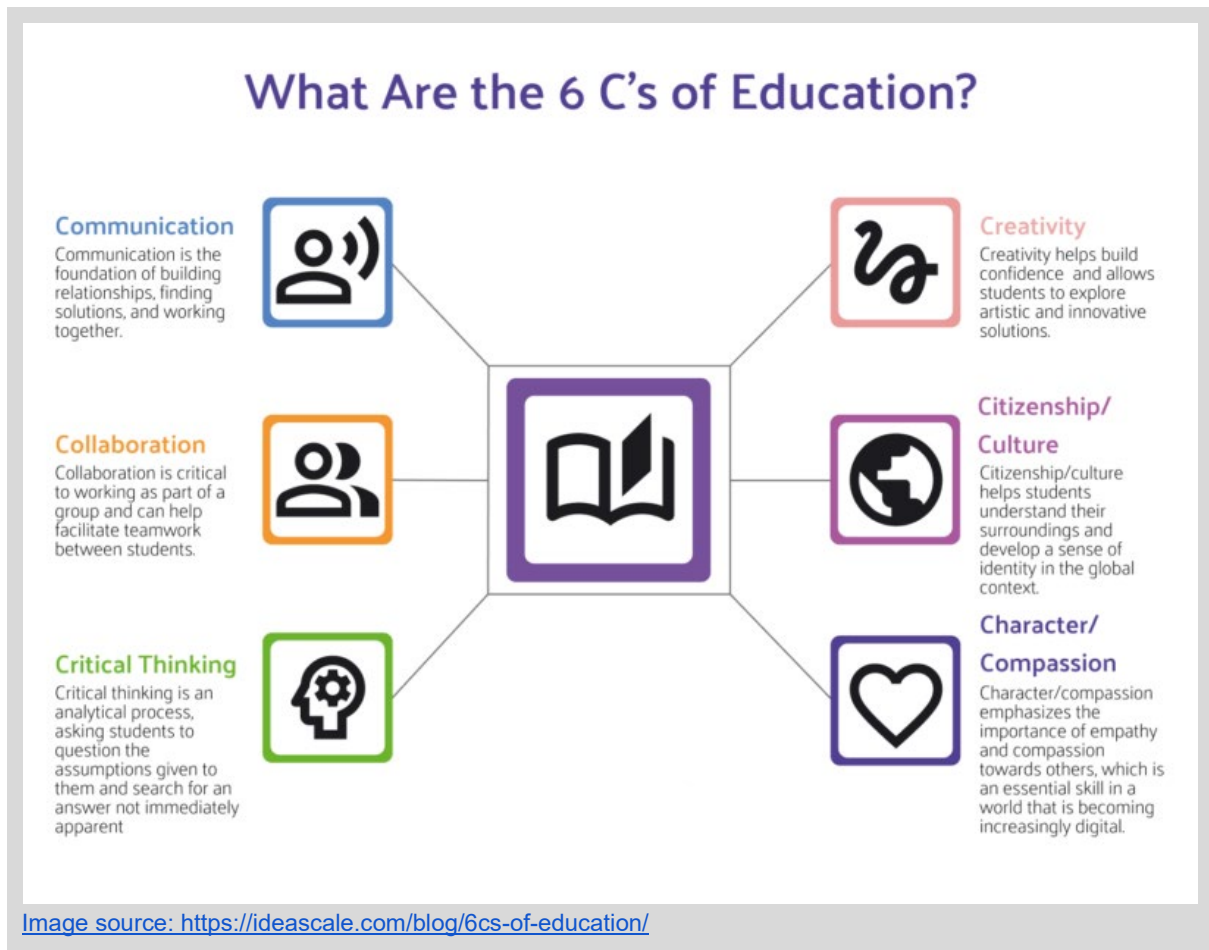 What Are the 6 C's of Education?
Communication
Communication is the
foundation of building
relationships, finding
solutions, and working
together.
Collaboration
Collaboration is critical
to working as part of a
group and can help
facilitate teamwork
between students.
Critical Thinking
Critical thinking is an
analytical process,
asking students to
question the
assumptions given to
them and search for an
answer not immediately
apparent
Creativity
Creativity helps build
confidence and allows
students to explore
artistic and innovative
solutions.
Citizenship/
Culture
Citizenship/culture
helps students
understand their
surroundings and
develop a sense of
identity in the global
context.
Character/
Compassion
Character/compassion
emphasizes the
importance of empathy
and compassion
towards others, which is
an essential skill in a
world that is becoming
increasingly digital.
Image source: https://ideascale.com/blog/6cs-of-education/